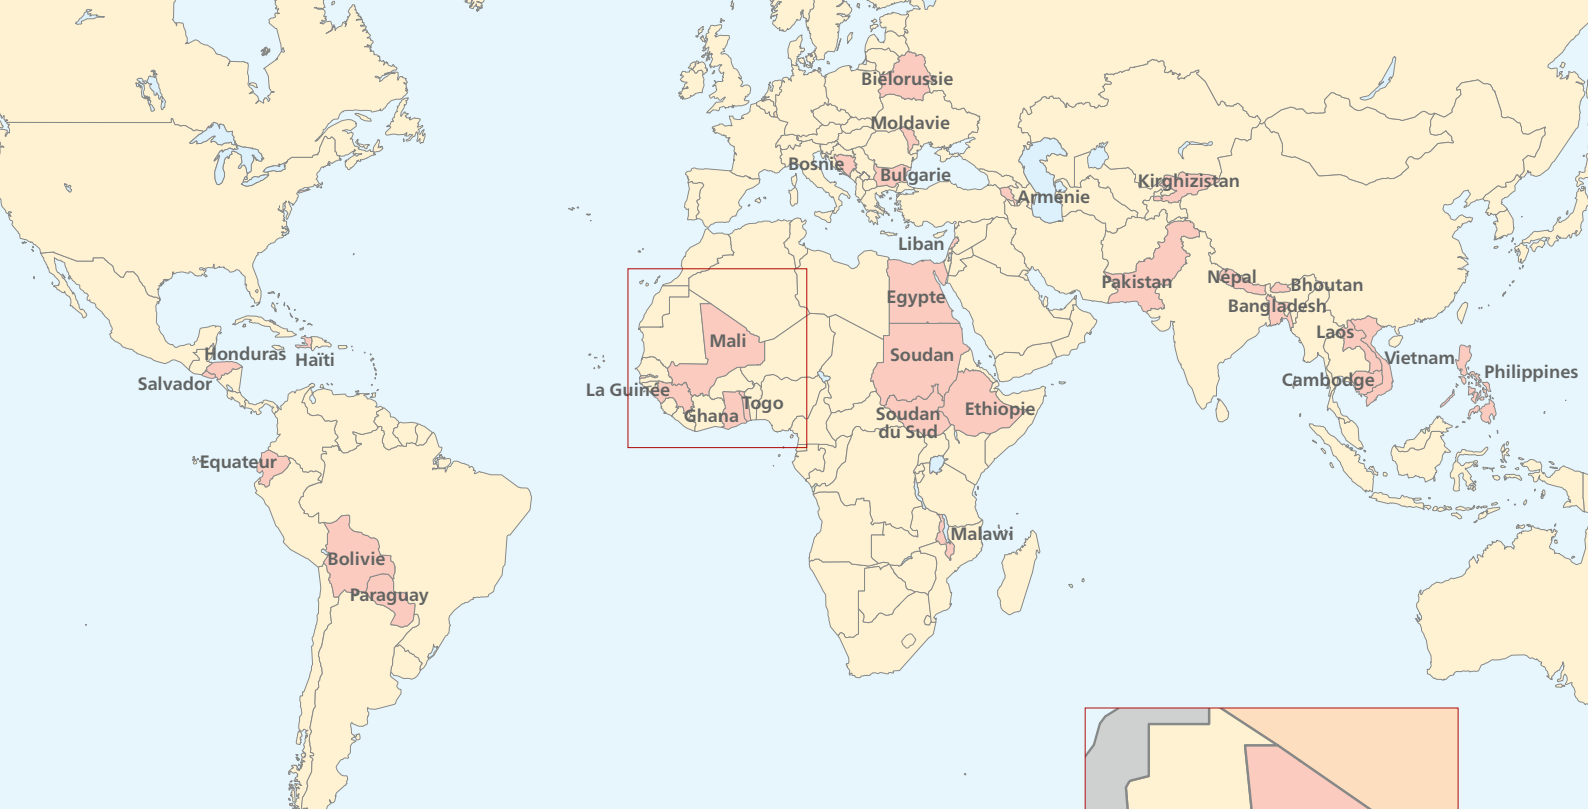 Biélorussie
Moldavie
Bosnie
Bulgarie
Kirghizistan
Arménie
Liban
Pakistan
Népal
Bhoutan
Egypte
Bangladesh
Laos
Mali
Soudan
Honduras
Haïti
Vietnam
Philippines
Salvador
Cambodge
La Guinée
Togo
Ghana
Ethiopie
Soudan
du Sud
Equateur
Malawi
Bolivie
Paraguay